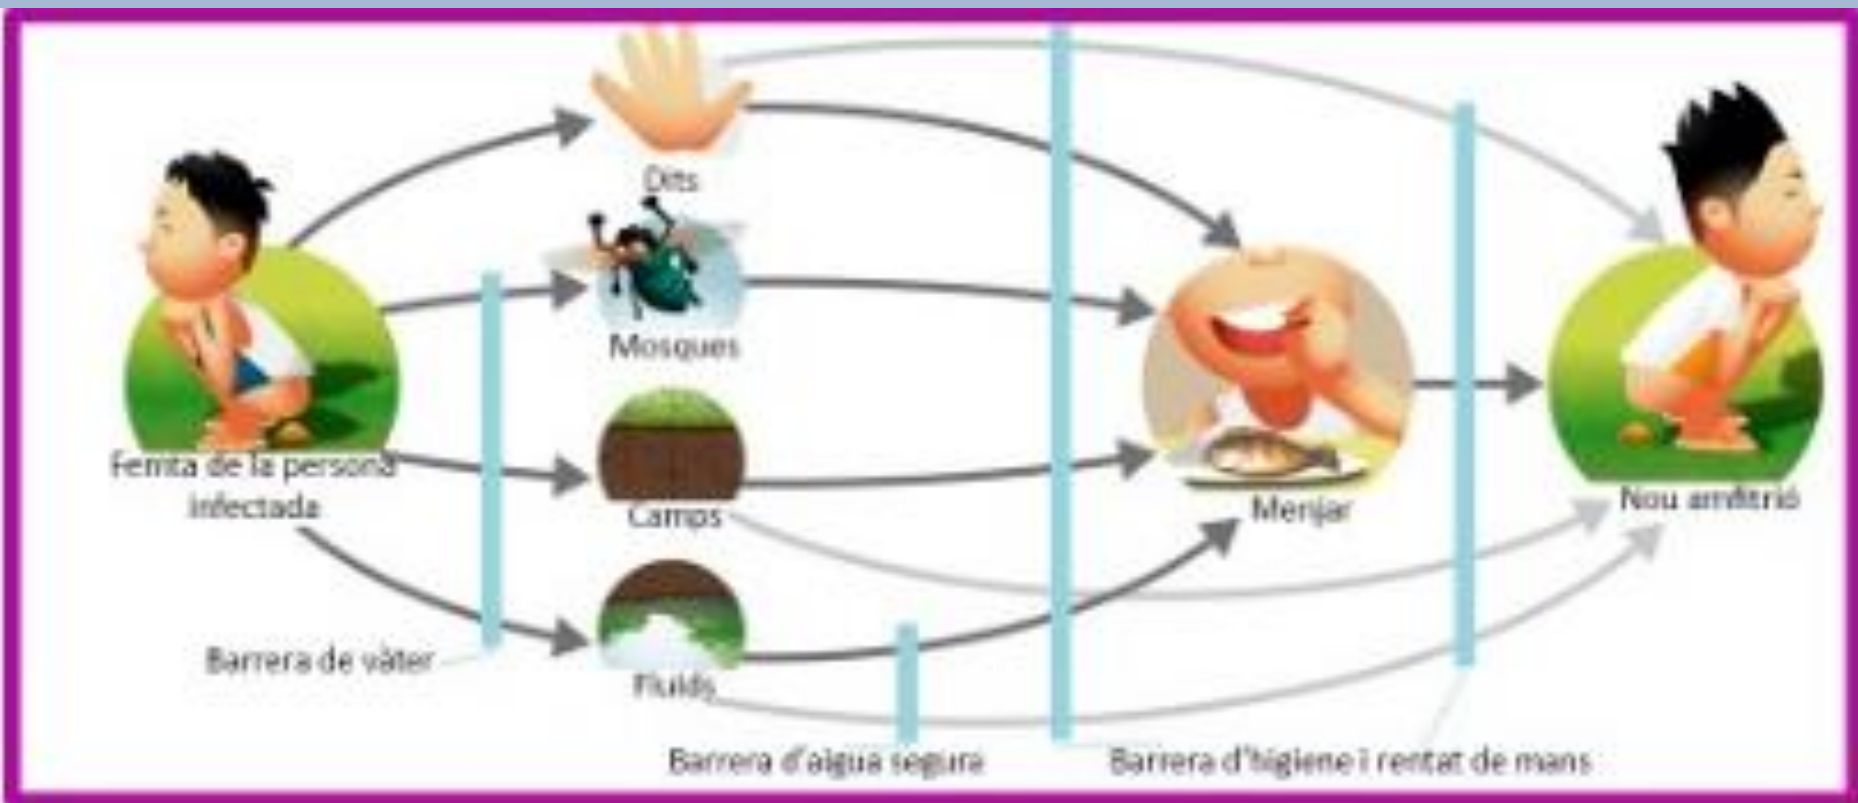 Dits
Mosques
Femta de la persona
infectada
Camps
Menjar
Nou amfitrió
Barrera de vàter
Fluids
Barrera d'aigua segura
Barrera d'higiene i rentat de mans